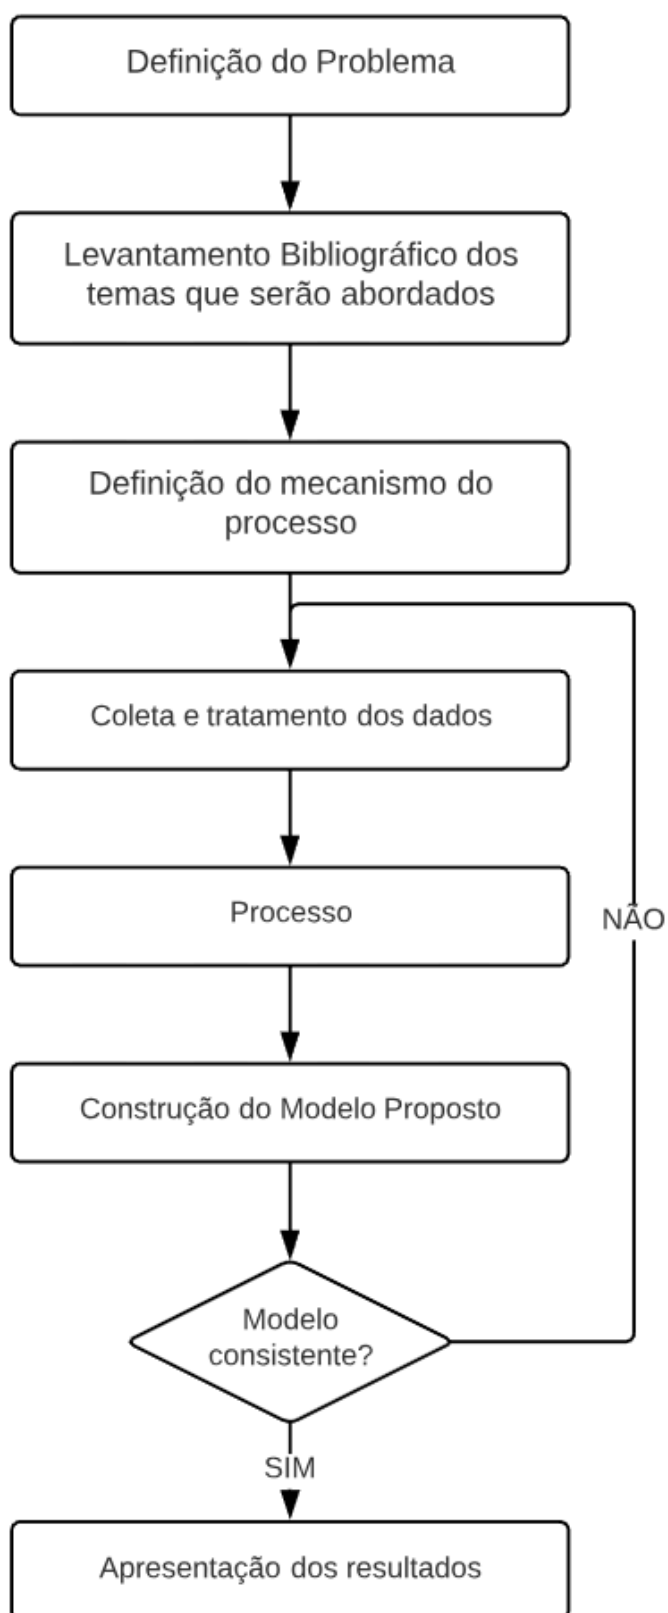 Definição do Problema
Levantamento Bibliográfico dos
temas que serão abordados
Definição do mecanismo do
processo
Coleta e tratamento dos dados
Processo
NÃO
Construção do Modelo Proposto
Modelo
consistente?
SIM
Apresentação dos resultados